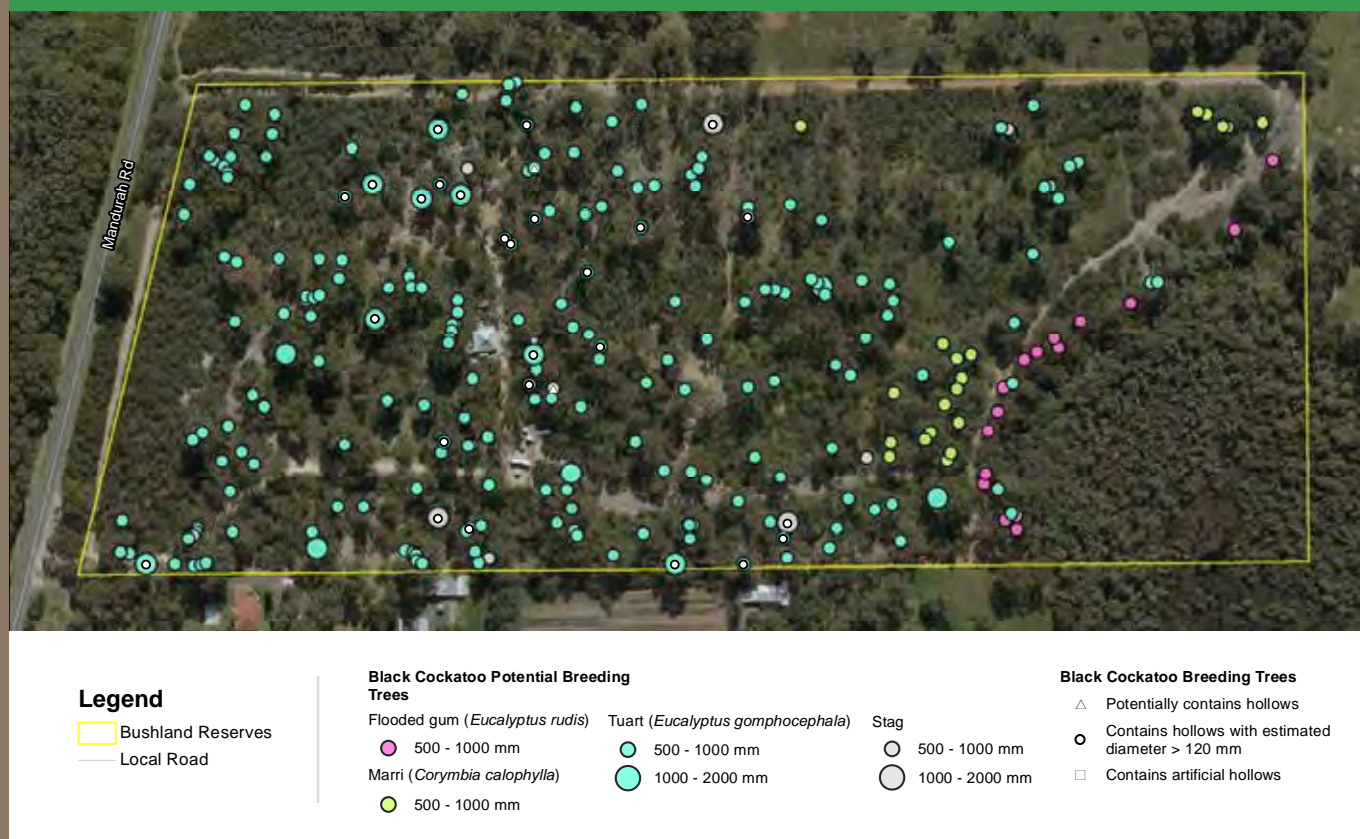 Mandurah Rd
Legend
Bushland Reserves
Local Road
Black Cockatoo Potential Breeding
Trees
Flooded gum (Eucalyptus rudis)
500 - 1000 mm
Marri (Corymbia calophylla)
500 - 1000 mm
Tuart (Eucalyptus gomphocephala)
500 - 1000 mm
1000 - 2000 mm
Stag
500 - 1000 mm
1000 - 2000 mm
Black Cockatoo Breeding Trees
Potentially contains hollows
Contains hollows with estimated
diameter > 120 mm
Contains artificial hollows